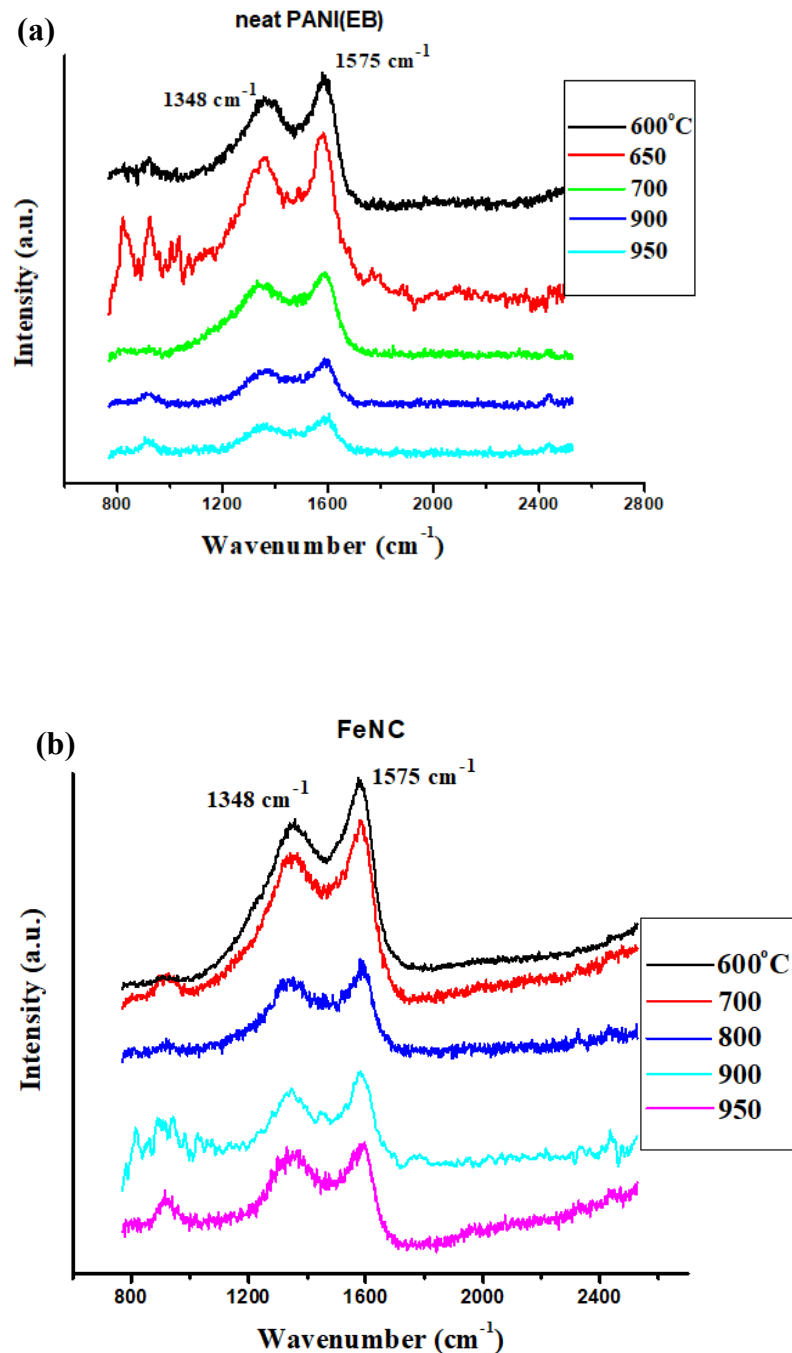 (a)
neat PANI(EB)
1575 cm-1
1348 cm-1
600°C
650
700
900
950
Intensity (a.u.)
800 1200 1600 2000 2400 2800
Wavenumber (cm-1)
(b)
FeNC
1575 cm-1
1348 cm-1
600°C
700
800
900
950
Intensity (a.u.)
800 1200 1600 2000 2400
Wavenumber (cm-1)